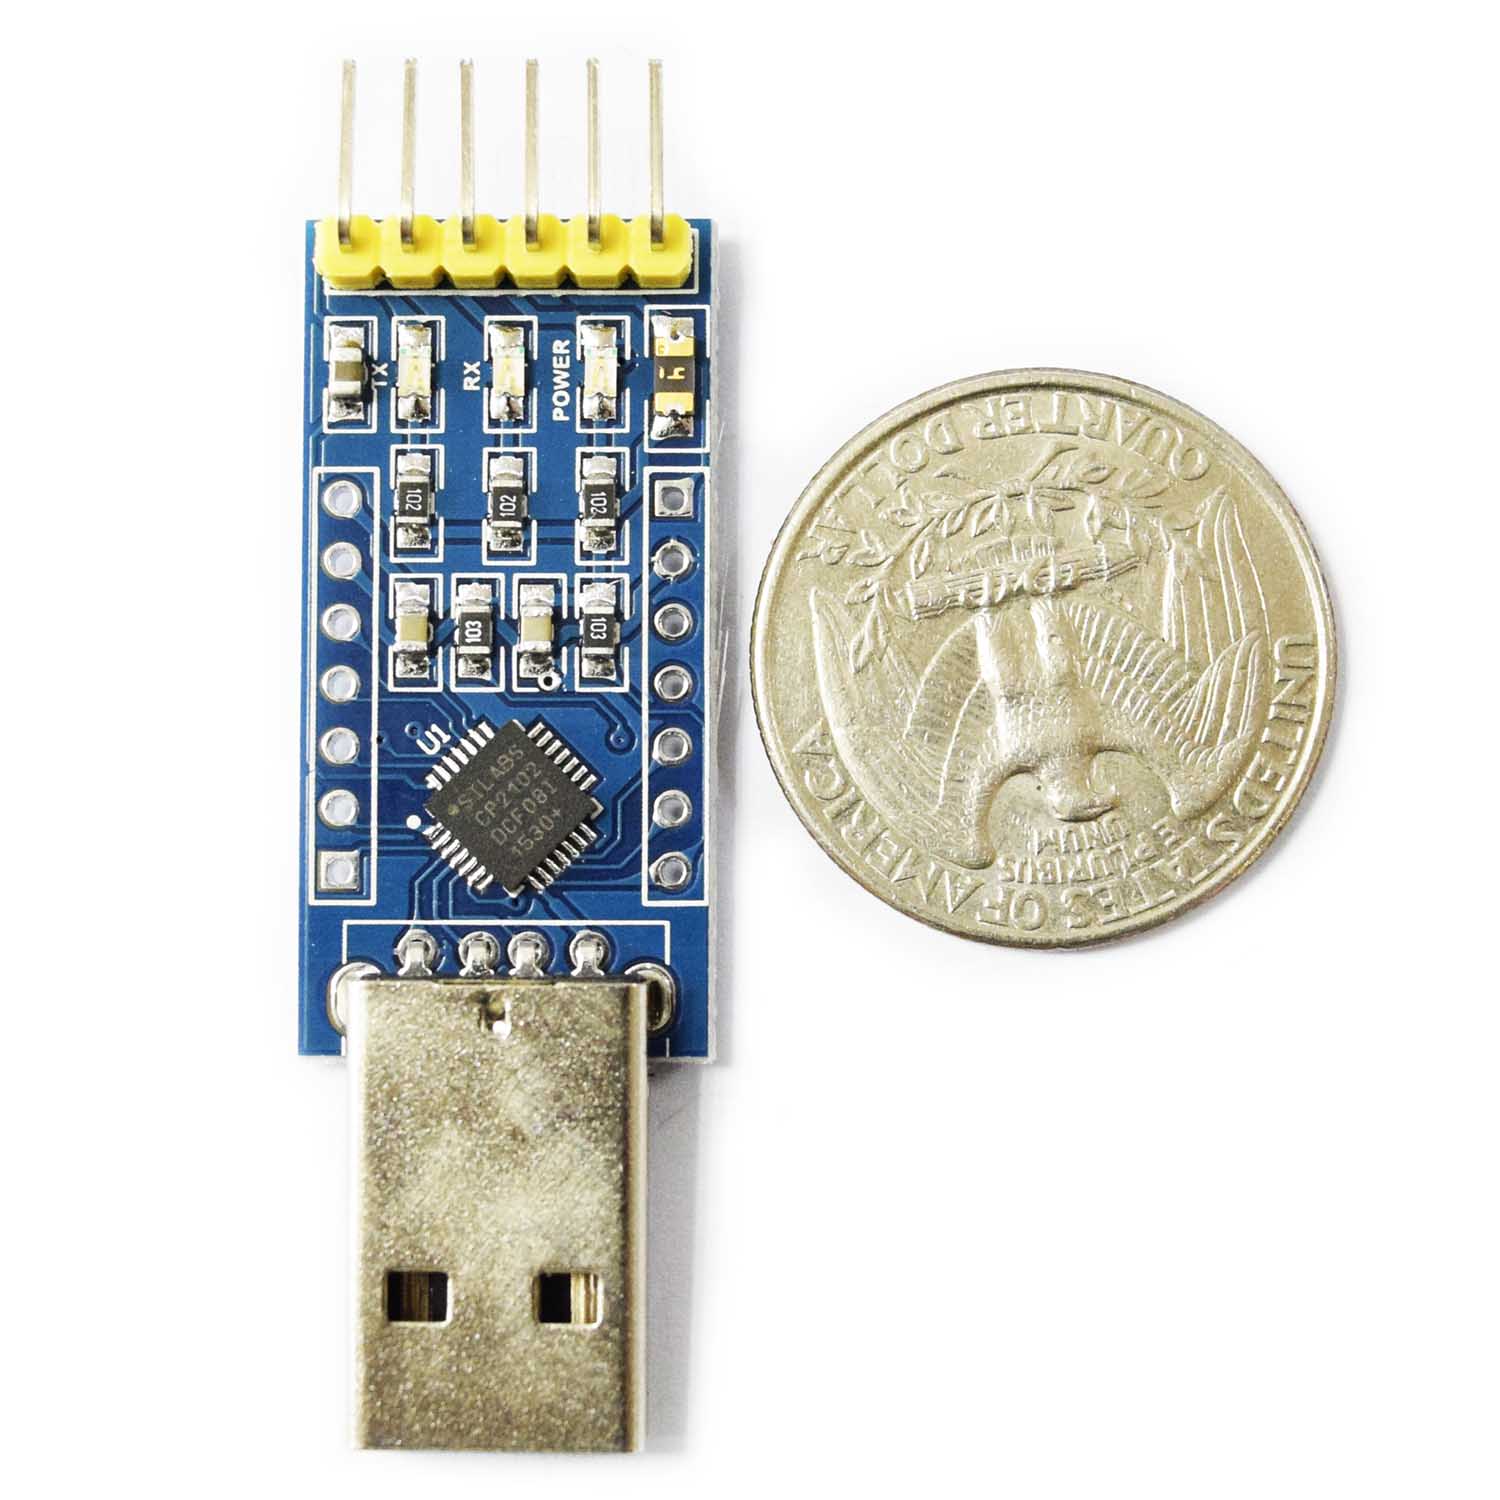 TX
RX
POWER
102
102
102
103
103
U1
SILABS
CP2102
DCF08I
1530+
UNITED STATES OF AMERICA
E PLURIBUS
UNUM
QUARTER DOLLAR